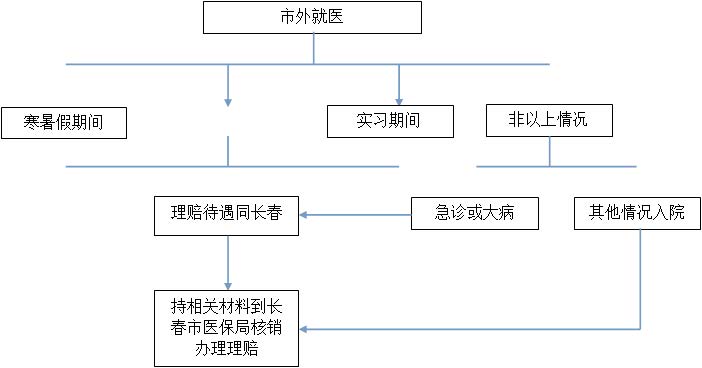 市外就医
寒暑假期间
实习期间
非以上情况
理赔待遇同长春
急诊或大病
其他情况入院
持相关材料到长
春市医保局核销
办理理赔